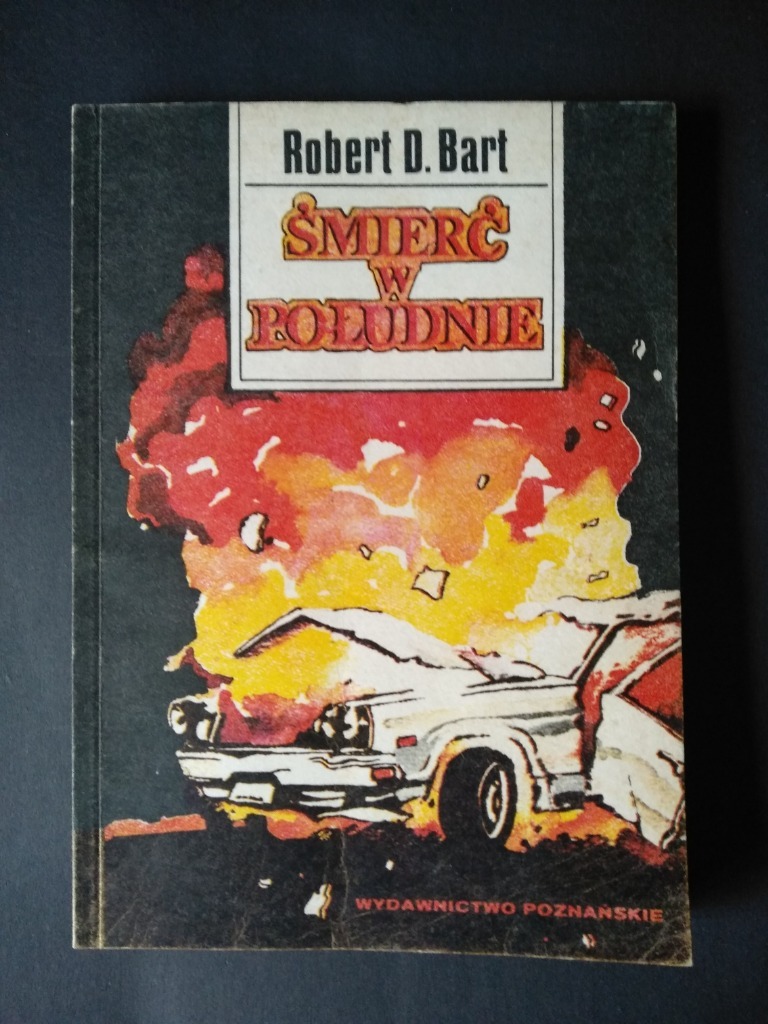 Robert D. Bart
ŚMIERĆ
W
POŁUDNIE
WYDAWNICTWO POZNAŃSKIE